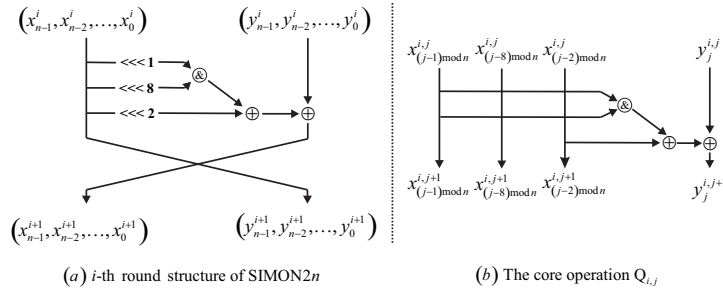 (x^i_{n-1}, x^i_{n-2}, ..., x^i_0) (y^i_{n-1}, y^i_{n-2}, ..., y^i_0)
<<< 1
&
<<< 8
<<< 2 ⊕ ⊕
(x^{i+1}_{n-1}, x^{i+1}_{n-2}, ..., x^{i+1}_0) (y^{i+1}_{n-1}, y^{i+1}_{n-2}, ..., y^{i+1}_0)
(a) i-th round structure of SIMON2n
x^{i,j}_{(j-1)mod n} x^{i,j}_{(j-8)mod n} x^{i,j}_{(j-2)mod n} y^{i,j}_j
&
⊕ ⊕
x^{i,j+1}_{(j-1)mod n} x^{i,j+1}_{(j-8)mod n} x^{i,j+1}_{(j-2)mod n} y^{i,j+}_j
(b) The core operation Q_{i,j}